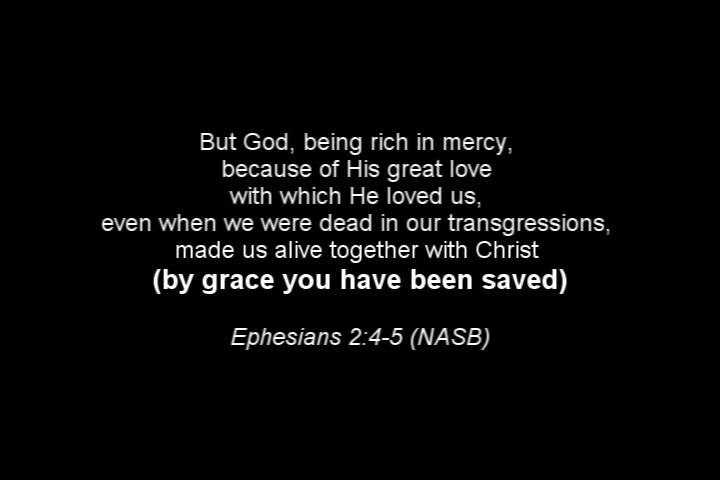 But God, being rich in mercy,
because of His great love
with which He loved us,
even when we were dead in our transgressions,
made us alive together with Christ
(by grace you have been saved)
Ephesians 2:4-5 (NASB)